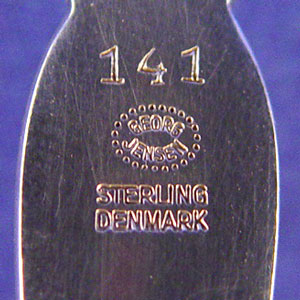 141
GEORG
JENSEN
STERLING
DENMARK